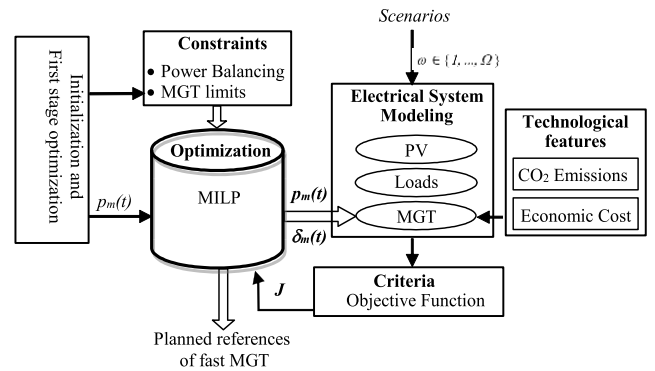 Scenarios
ω ∈ {1, ..., Ω}
Initialization and
First stage optimization
Constraints
• Power Balancing
• MGT limits
Electrical System
Modeling
PV
Loads
MGT
Technological
features
CO₂ Emissions
Economic Cost
Optimization
MILP
pm(t)
pm(t)
δm(t)
Criteria
Objective Function
J
Planned references
of fast MGT